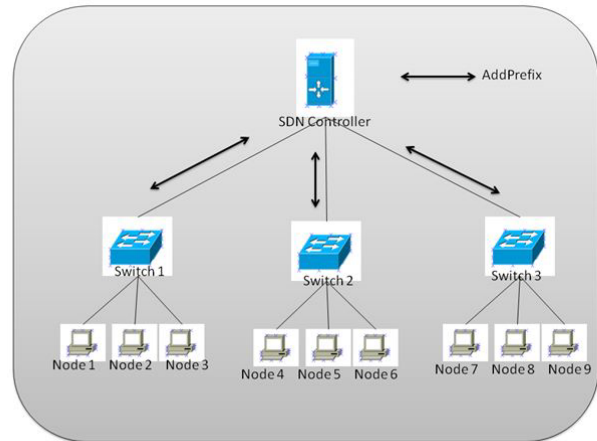 AddPrefix
SDN Controller
Switch 1
Switch 2
Switch 3
Node 1
Node 2
Node 3
Node 4
Node 5
Node 6
Node 7
Node 8
Node 9